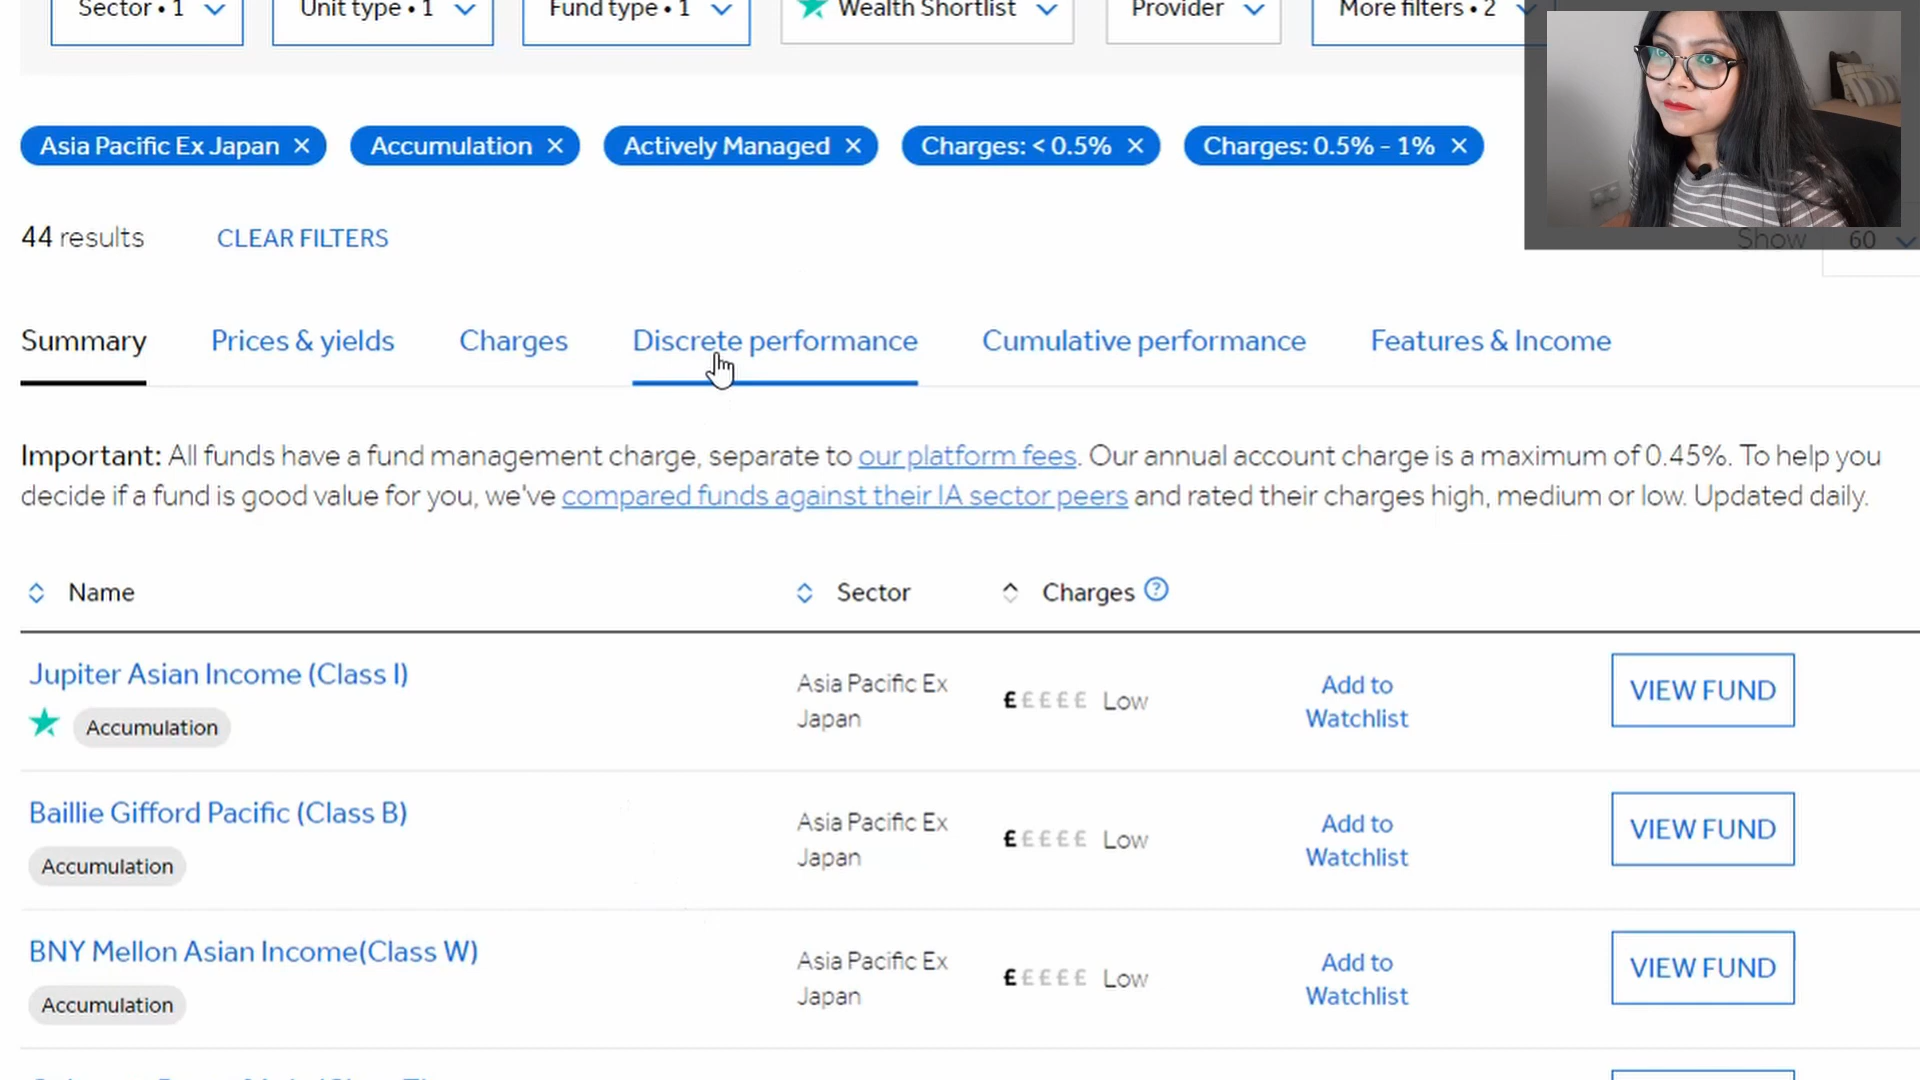 Sector • 1
Unit type • 1
Fund type • 1
Wealth Shortlist
Provider
More filters • 2
Asia Pacific Ex Japan ×
Accumulation ×
Actively Managed ×
Charges: < 0.5% ×
Charges: 0.5% - 1% ×
44 results
CLEAR FILTERS
Show 60
Summary
Prices & yields
Charges
Discrete performance
Cumulative performance
Features & Income
Important: All funds have a fund management charge, separate to our platform fees. Our annual account charge is a maximum of 0.45%. To help you
decide if a fund is good value for you, we've compared funds against their IA sector peers and rated their charges high, medium or low. Updated daily.
Name
Sector
Charges ?
Jupiter Asian Income (Class I)
Accumulation
Asia Pacific Ex
Japan
£££££ Low
Add to
Watchlist
VIEW FUND
Baillie Gifford Pacific (Class B)
Accumulation
Asia Pacific Ex
Japan
£££££ Low
Add to
Watchlist
VIEW FUND
BNY Mellon Asian Income(Class W)
Accumulation
Asia Pacific Ex
Japan
£££££ Low
Add to
Watchlist
VIEW FUND